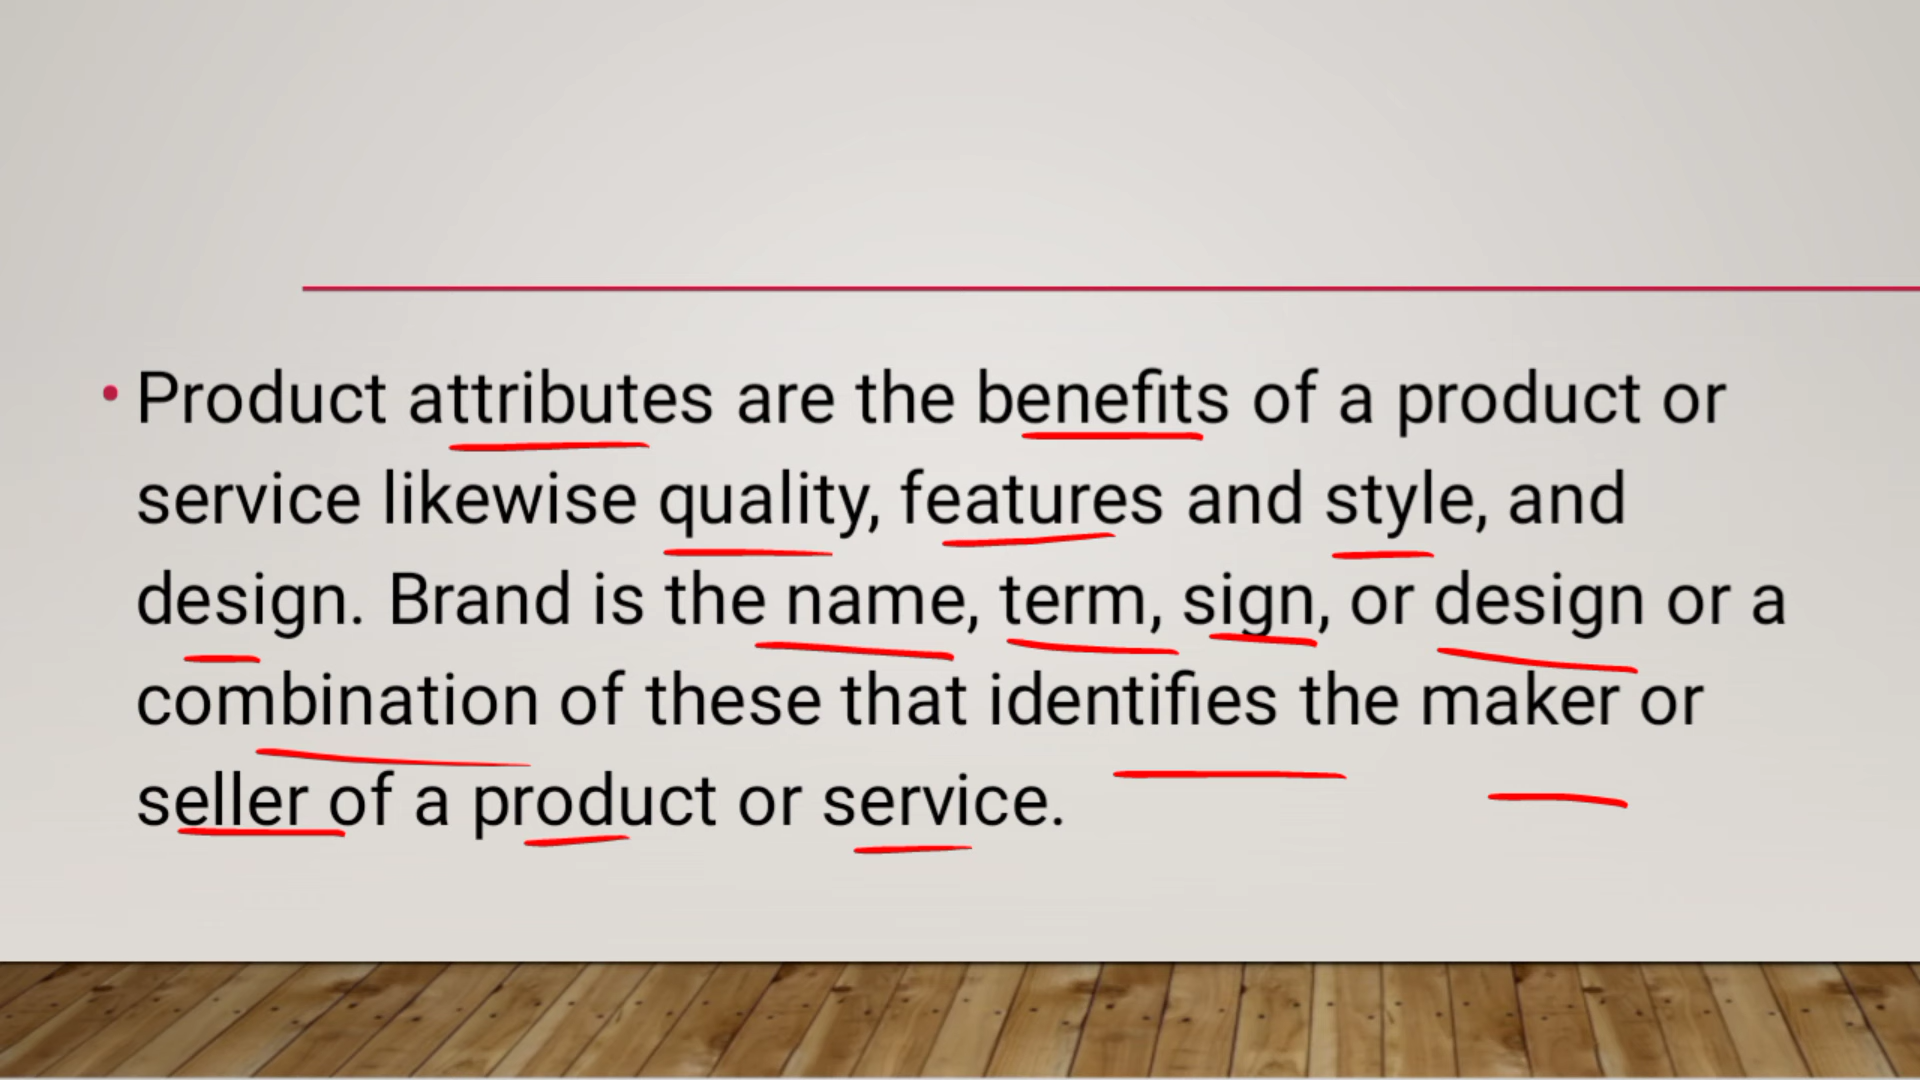 • Product attributes are the benefits of a product or
service likewise quality, features and style, and
design. Brand is the name, term, sign, or design or a
combination of these that identifies the maker or
seller of a product or service.